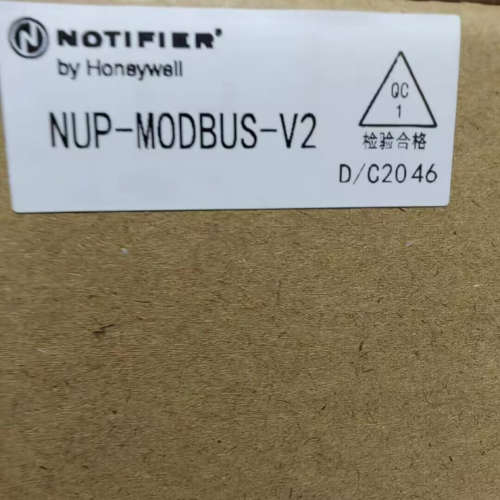 NOTIFIER®
by Honeywell
NUP-MODBUS-V2
QC
1
检验合格
D/C2046